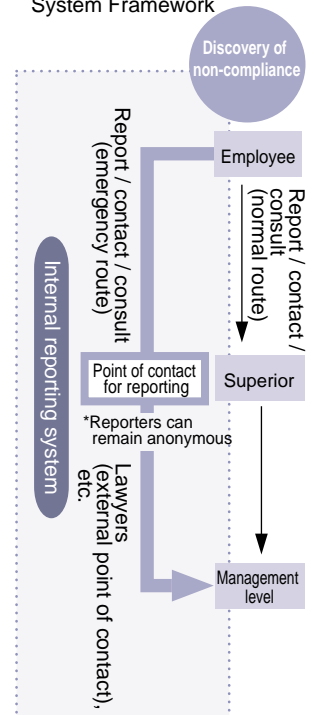 System Framework
Discovery of
non-compliance
Employee
Report / contact / consult
(emergency route)
Report / contact /
consult
(normal route)
Internal reporting system
Point of contact
for reporting
Superior
*Reporters can
remain anonymous
Lawyers
(external point of contact),
etc.
Management
level